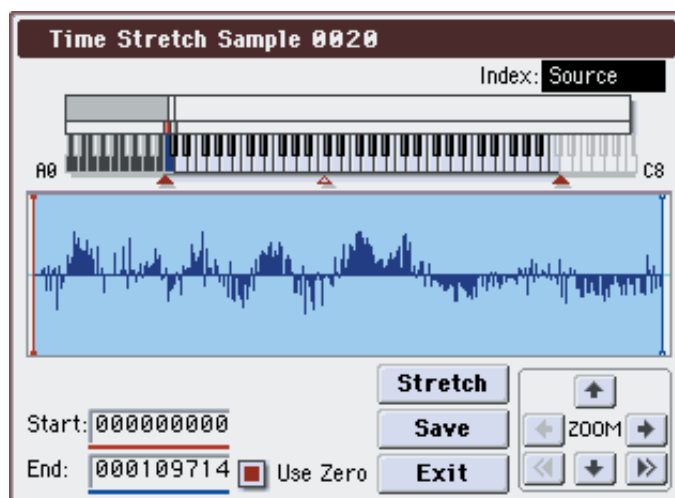 Time Stretch Sample 0020
Index: Source
A0 C8
Stretch
Start: 000000000 Save ZOOM
End: 000109714 Use Zero Exit